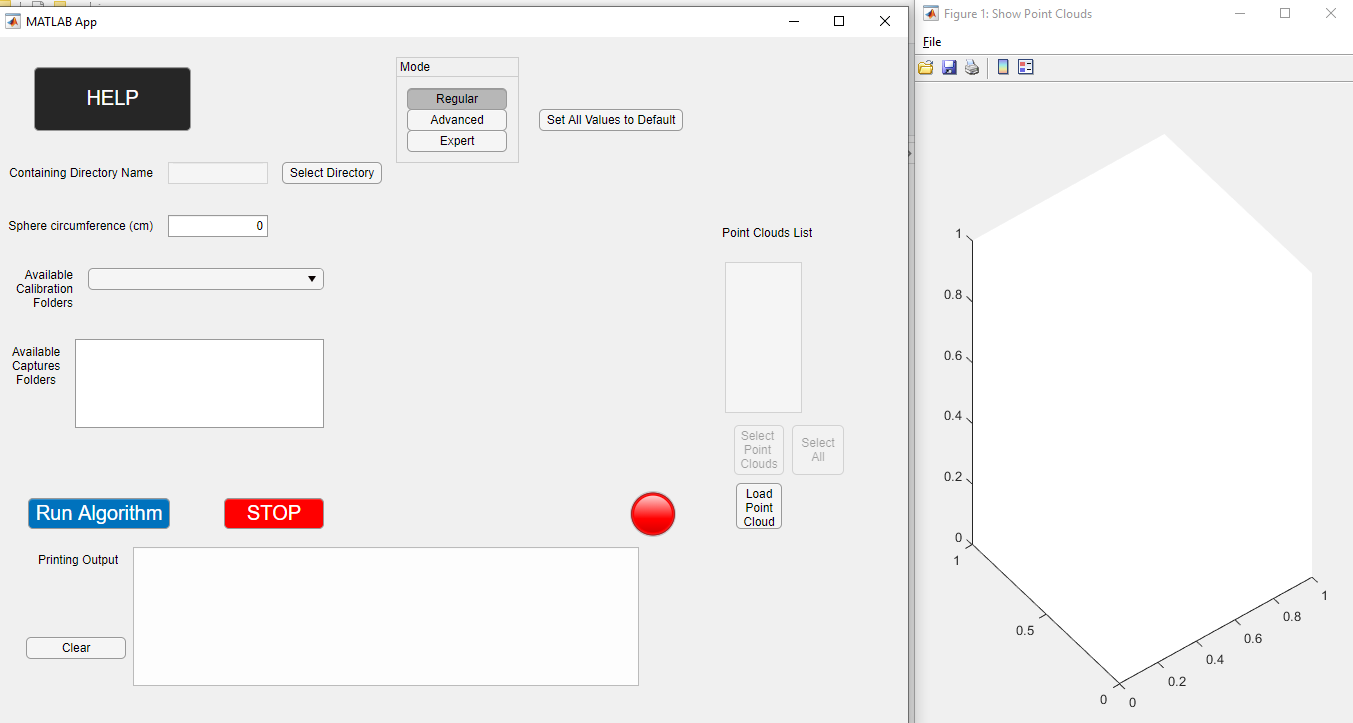 MATLAB App
HELP
Mode
Regular
Advanced
Expert
Set All Values to Default
Containing Directory Name
Select Directory
Sphere circumference (cm)
0
Available
Calibration
Folders
Available
Captures
Folders
Point Clouds List
Select
Point
Clouds
Select
All
Load
Point
Cloud
Run Algorithm
STOP
Printing Output
Clear
Figure 1: Show Point Clouds
File
1
0.8
0.6
0.4
0.2
0
1
0.5
0
0
0.2
0.4
0.6
0.8
1